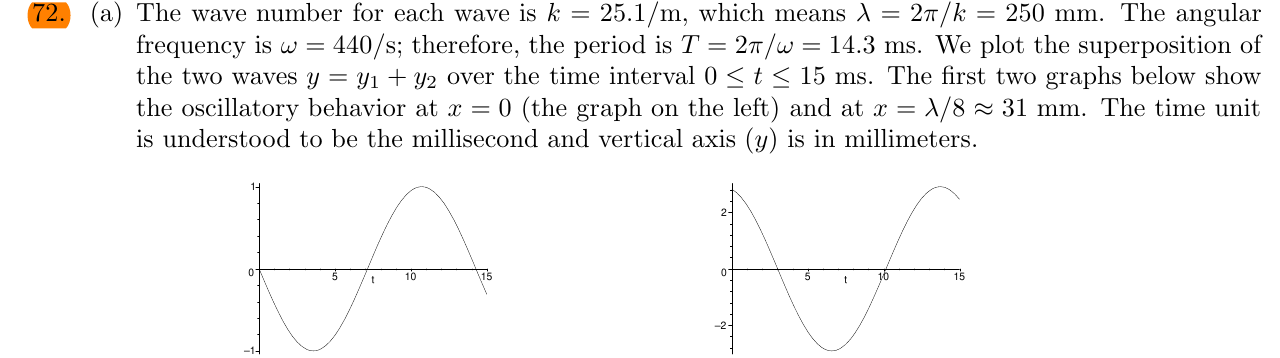 72. (a) The wave number for each wave is k = 25.1/m, which means λ = 2π/k = 250 mm. The angular
frequency is ω = 440/s; therefore, the period is T = 2π/ω = 14.3 ms. We plot the superposition of
the two waves y = y₁ + y₂ over the time interval 0 ≤ t ≤ 15 ms. The first two graphs below show
the oscillatory behavior at x = 0 (the graph on the left) and at x = λ/8 ≈ 31 mm. The time unit
is understood to be the millisecond and vertical axis (y) is in millimeters.
1
0
5
t
10
15
−1
2
0
5
t
10
15
−2